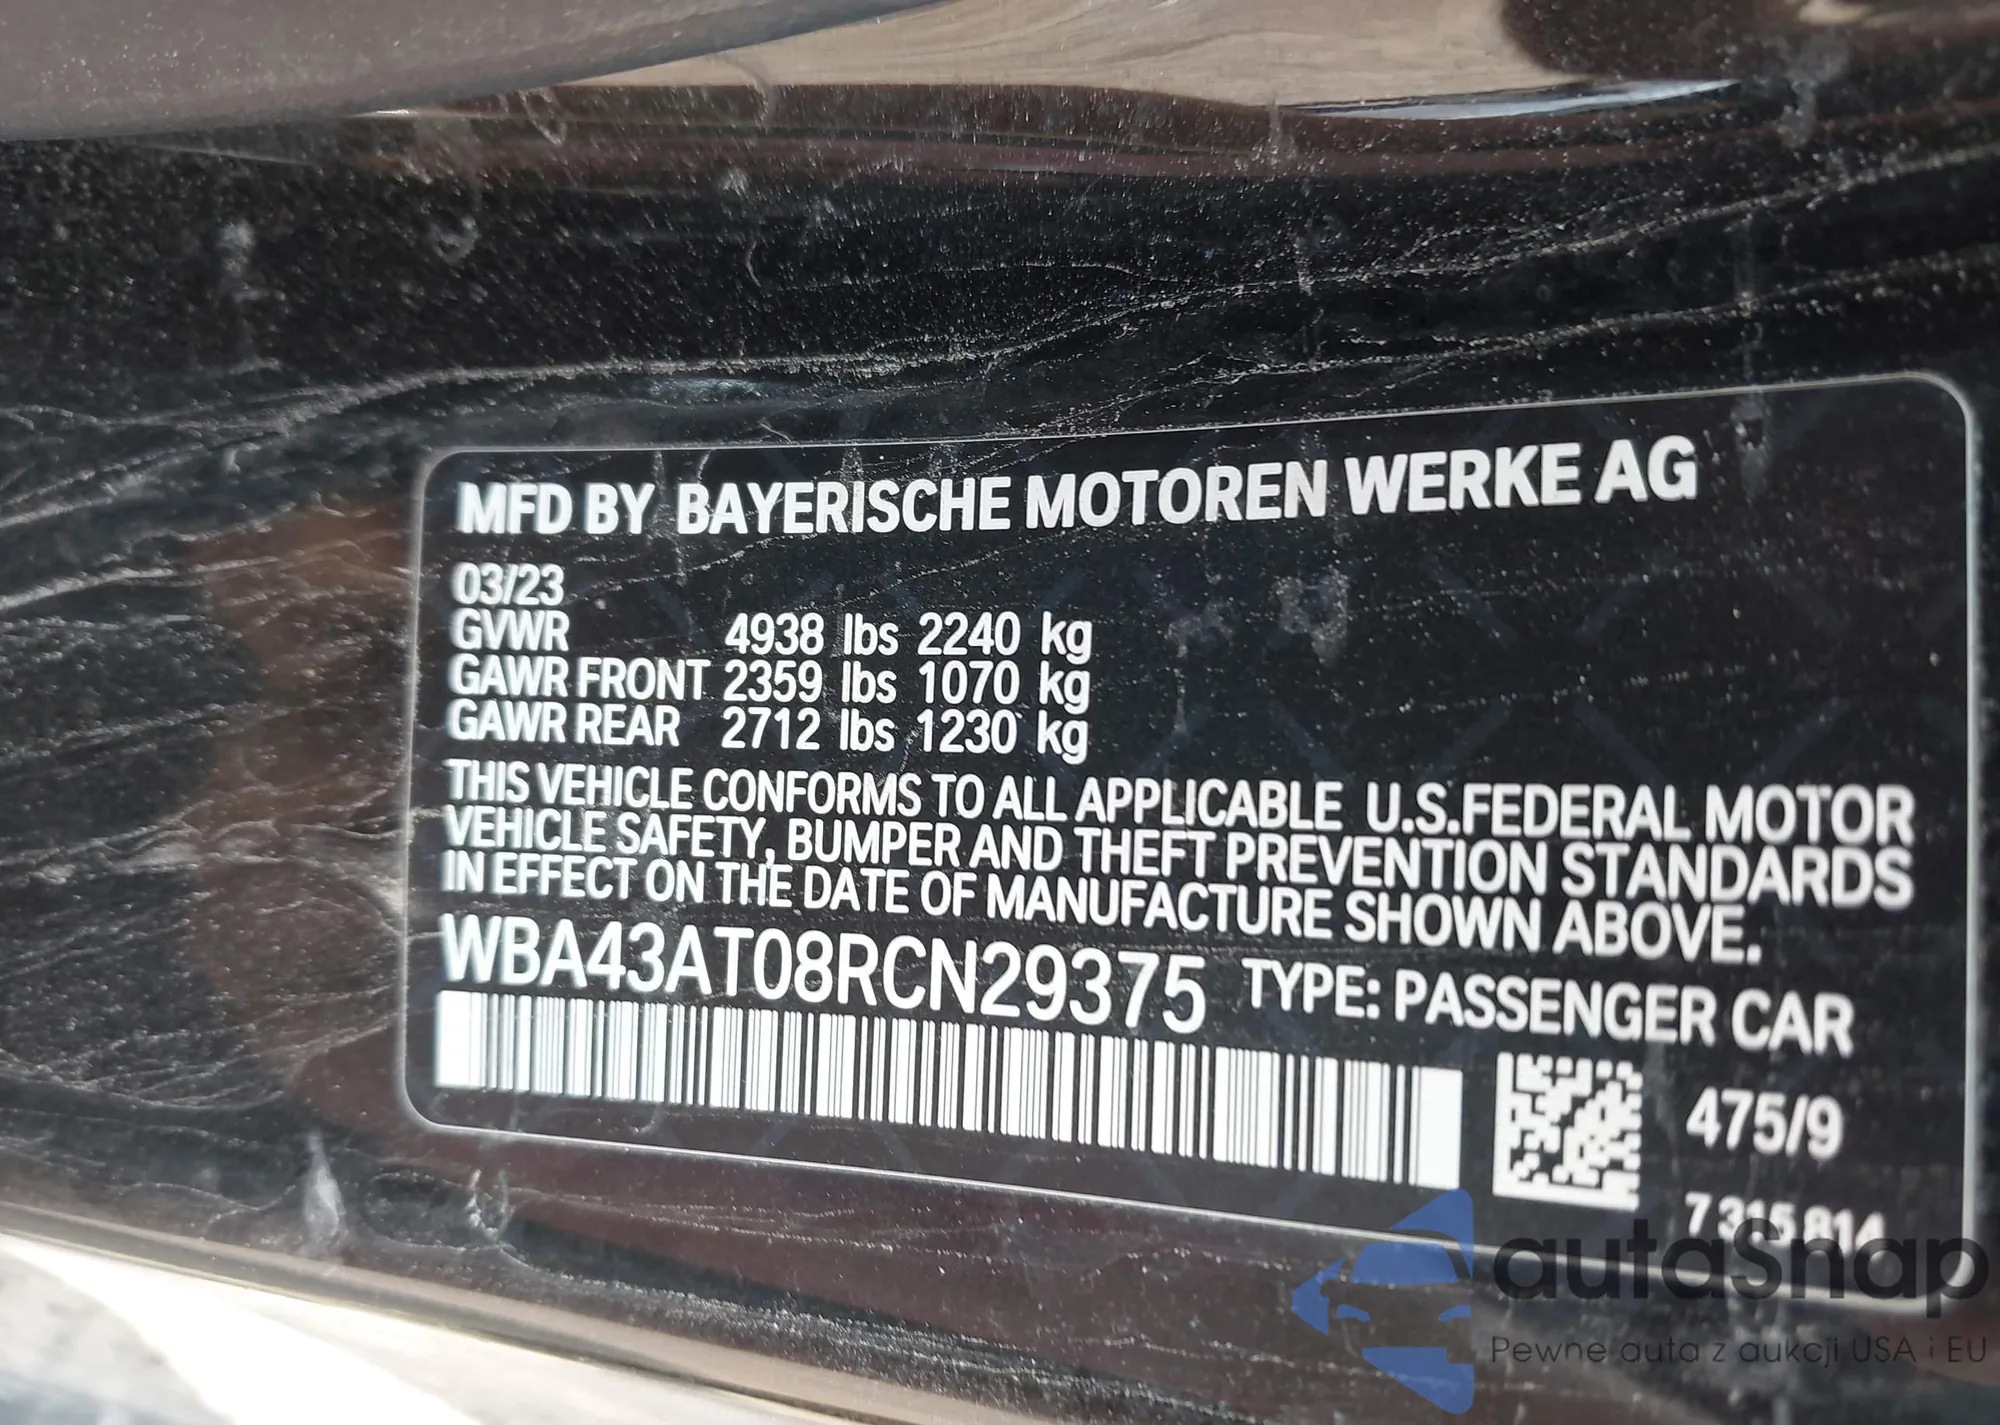 MFD BY BAYERISCHE MOTOREN WERKE AG
03/23
GVWR 4938 lbs 2240 kg
GAWR FRONT 2359 lbs 1070 kg
GAWR REAR 2712 lbs 1230 kg
THIS VEHICLE CONFORMS TO ALL APPLICABLE U.S.FEDERAL MOTOR
VEHICLE SAFETY, BUMPER AND THEFT PREVENTION STANDARDS
IN EFFECT ON THE DATE OF MANUFACTURE SHOWN ABOVE.
WBA43AT08RCN29375 TYPE: PASSENGER CAR
475/9
7 315 814
autaSnap
Pewne auta z aukcji USA i EU